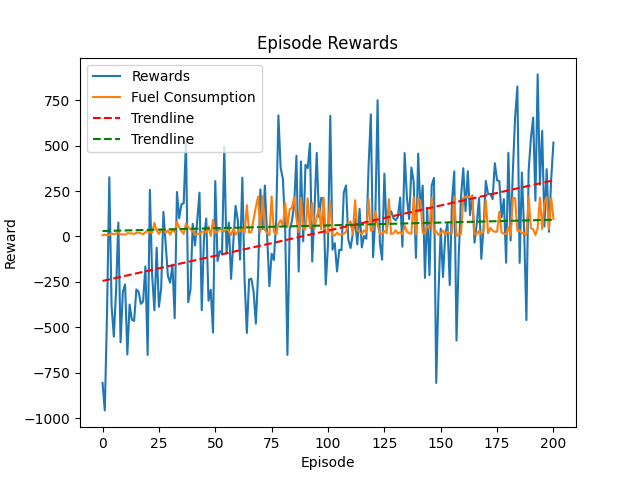 Episode Rewards
Rewards
Fuel Consumption
Trendline
Trendline
Reward
750
500
250
0
−250
−500
−750
−1000
0
25
50
75
100
125
150
175
200
Episode